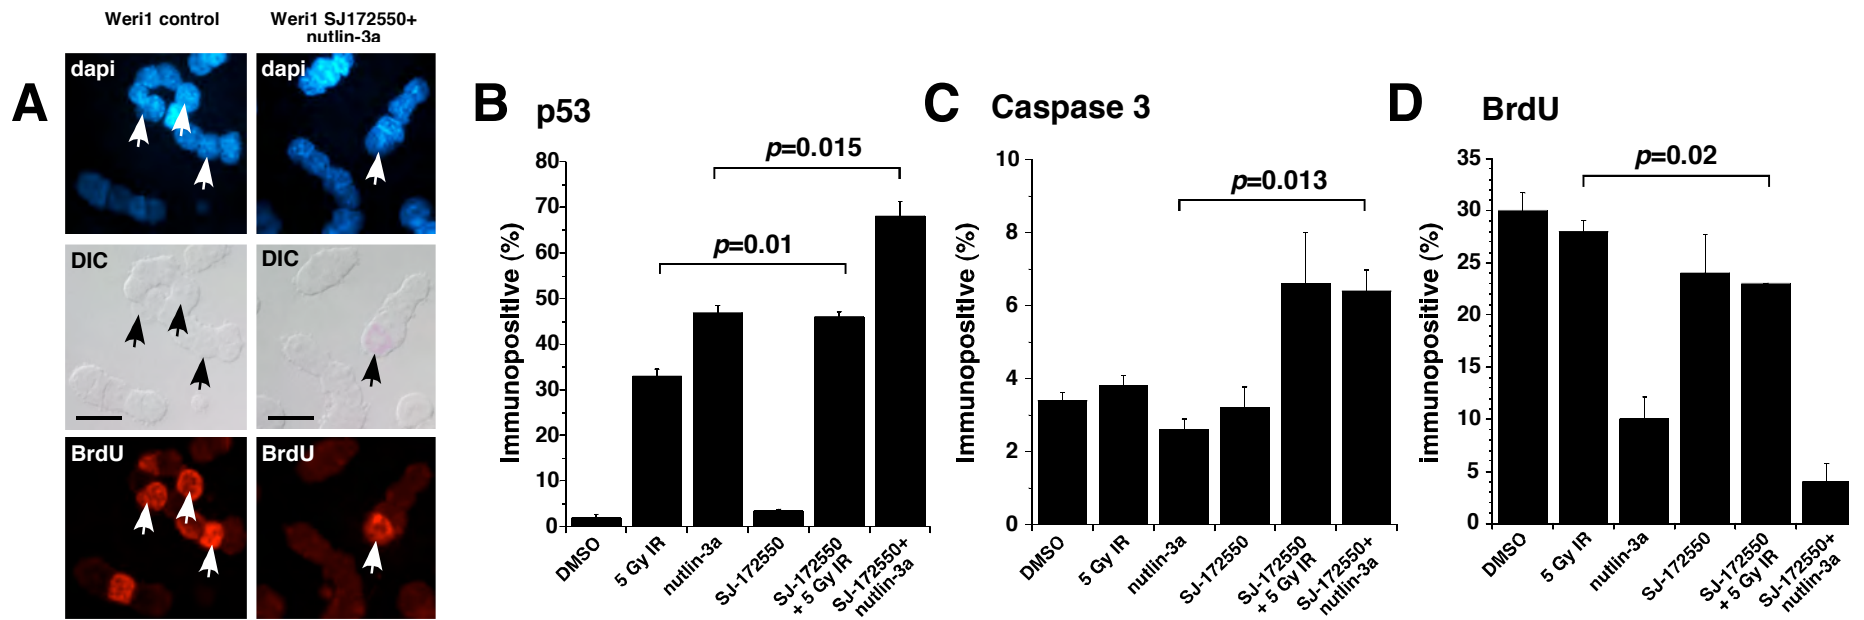 Weri1 control
Weri1 SJ172550+
nutlin-3a
A
dapi
dapi
DIC
DIC
BrdU
BrdU
B
p53
Immunopositive (%)
80
70
60
50
40
30
20
10
0
p=0.015
p=0.01
DMSO
5 Gy IR
nutlin-3a
SJ-172550
SJ-172550
+ 5 Gy IR
SJ-172550+
nutlin-3a
C
Caspase 3
Immunopositive (%)
10
8
6
4
2
0
p=0.013
DMSO
5 Gy IR
nutlin-3a
SJ-172550
SJ-172550
+ 5 Gy IR
SJ-172550+
nutlin-3a
D
BrdU
immunopositive (%)
35
30
25
20
15
10
5
0
p=0.02
DMSO
5 Gy IR
nutlin-3a
SJ-172550
SJ-172550
+ 5 Gy IR
SJ-172550+
nutlin-3a